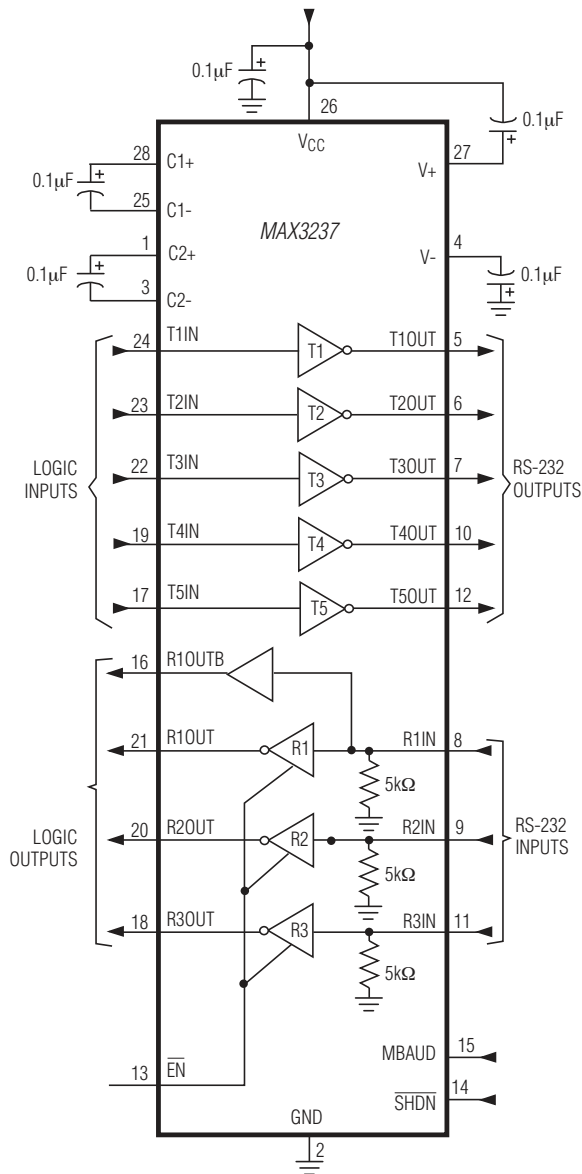 0.1µF
+
26
+
0.1µF
VCC
28
C1+
V+
27
0.1µF
+
25
C1-
MAX3237
1
C2+
V-
4
0.1µF
+
3
C2-
+
0.1µF
LOGIC
INPUTS
24
T1IN
T1
T1OUT
5
23
T2IN
T2
T2OUT
6
22
T3IN
T3
T3OUT
7
19
T4IN
T4
T4OUT
10
17
T5IN
T5
T5OUT
12
RS-232
OUTPUTS
LOGIC
OUTPUTS
16
R1OUTB
21
R1OUT
R1
R1IN
8
5kΩ
20
R2OUT
R2
R2IN
9
5kΩ
18
R3OUT
R3
R3IN
11
5kΩ
RS-232
INPUTS
13
EN
MBAUD
15
SHDN
14
GND
2